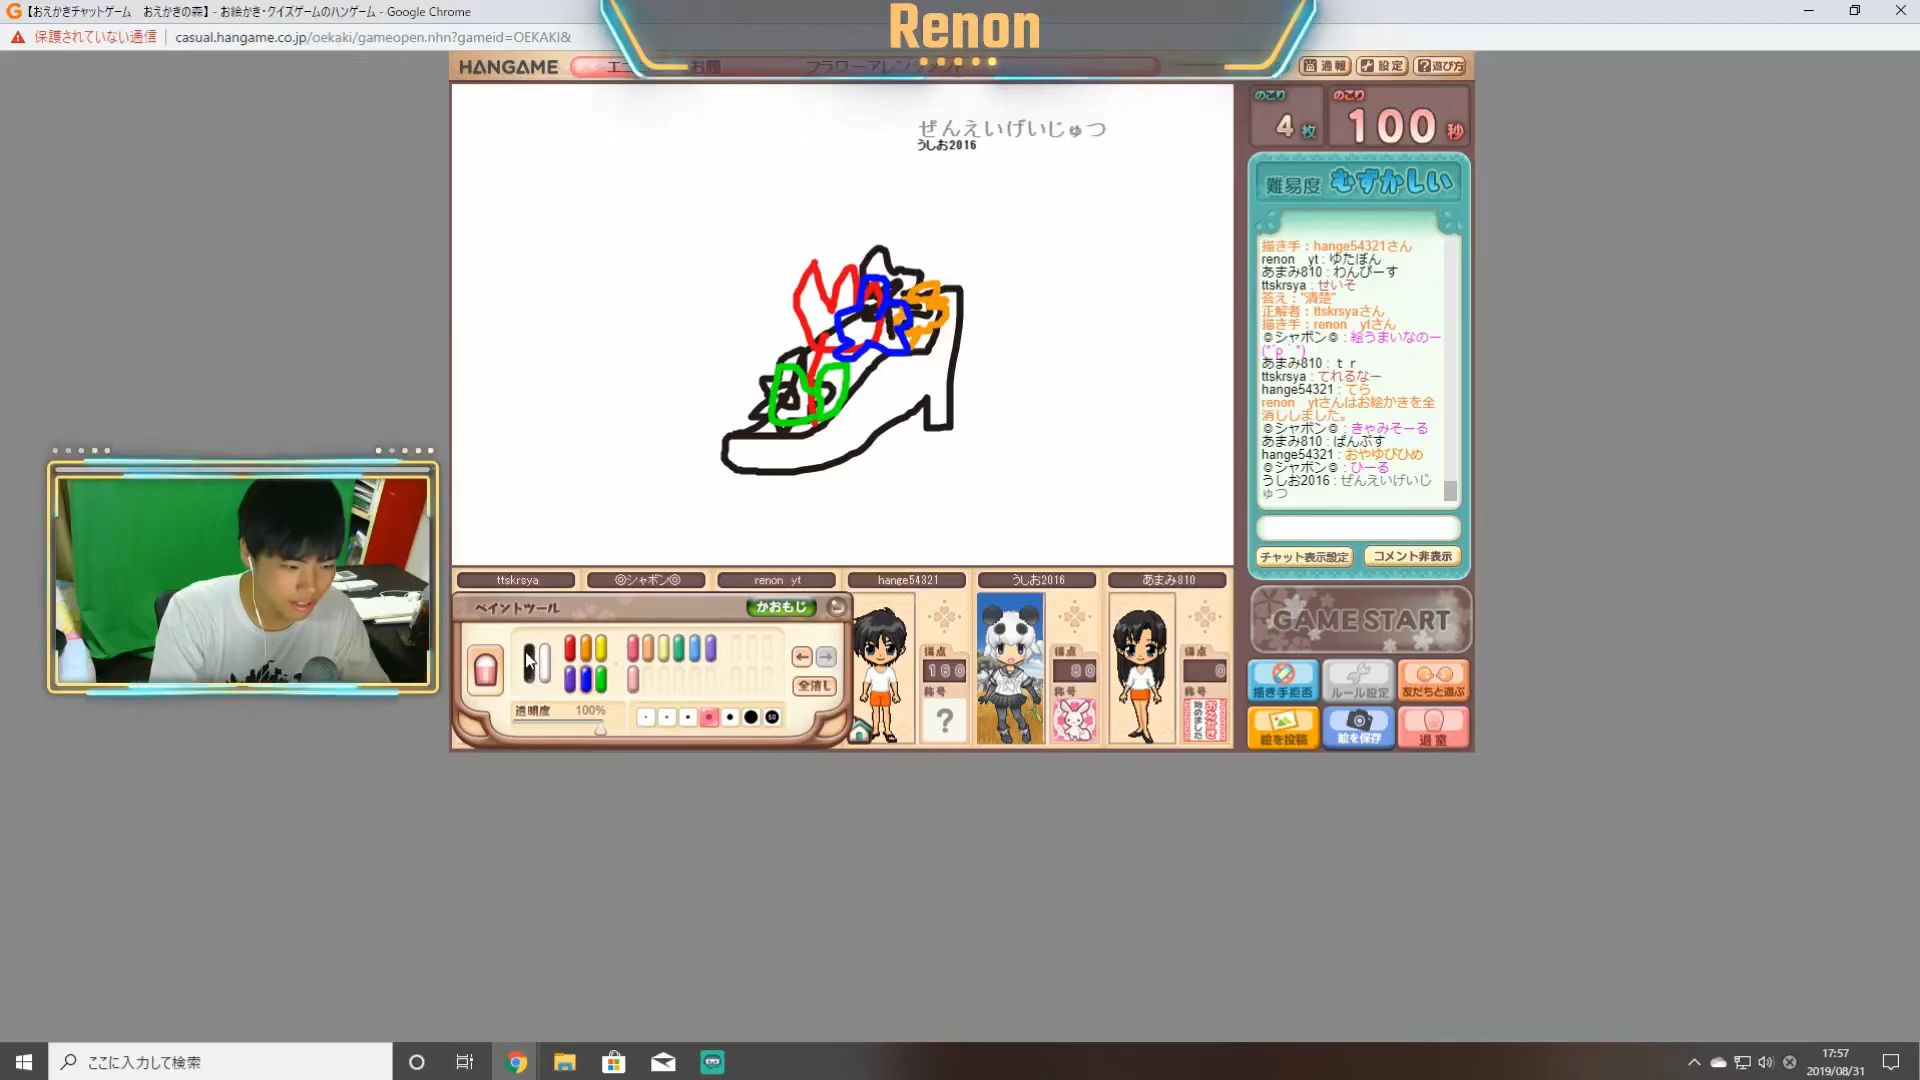 【おえかきチャットゲーム　おえかきの森】- お絵かき・クイズゲームのハンゲーム - Google Chrome
保護されていない通信 | casual.hangame.co.jp/oekaki/gameopen.nhn?gameid=OEKAKI&
Renon
HANGAME
お題
フラワーアレンジメント
通報
設定
遊び方
ぜんえいげいじゅつ
うしお2016
のこり
4 枚
のこり
100 秒
難易度 むずかしい
描き手：hange54321さん
renon yt : ゆたぼん
あまみ810 : わんぴーす
ttskrsya : せいそ
答え："清楚"
正解者：ttskrsyaさん
描き手：renon ytさん
◎シャボン◎ : 絵うまいなのー
(*´p｀*)
あまみ810 : ｔｒ
ttskrsya : てれるなー
hange54321 : てら
renon ytさんはお絵かきを全
消ししました。
◎シャボン◎ : きゃみそーる
あまみ810 : ぱんぷす
hange54321 : おやゆびひめ
◎シャボン◎ : ひーる
うしお2016 : ぜんえいげいじ
ゅつ
チャット表示設定
コメント非表示
ttskrsya
◎シャボン◎
renon yt
hange54321
うしお2016
あまみ810
ペイントツール
かおもじ
全消し
透明度 100%
50
得点
160
称号
?
得点
80
称号
得点
0
称号
GAME START
描き手拒否
ルール設定
友だちと遊ぶ
絵を投稿
絵を保存
退室
ここに入力して検索
17:57
2019/08/31